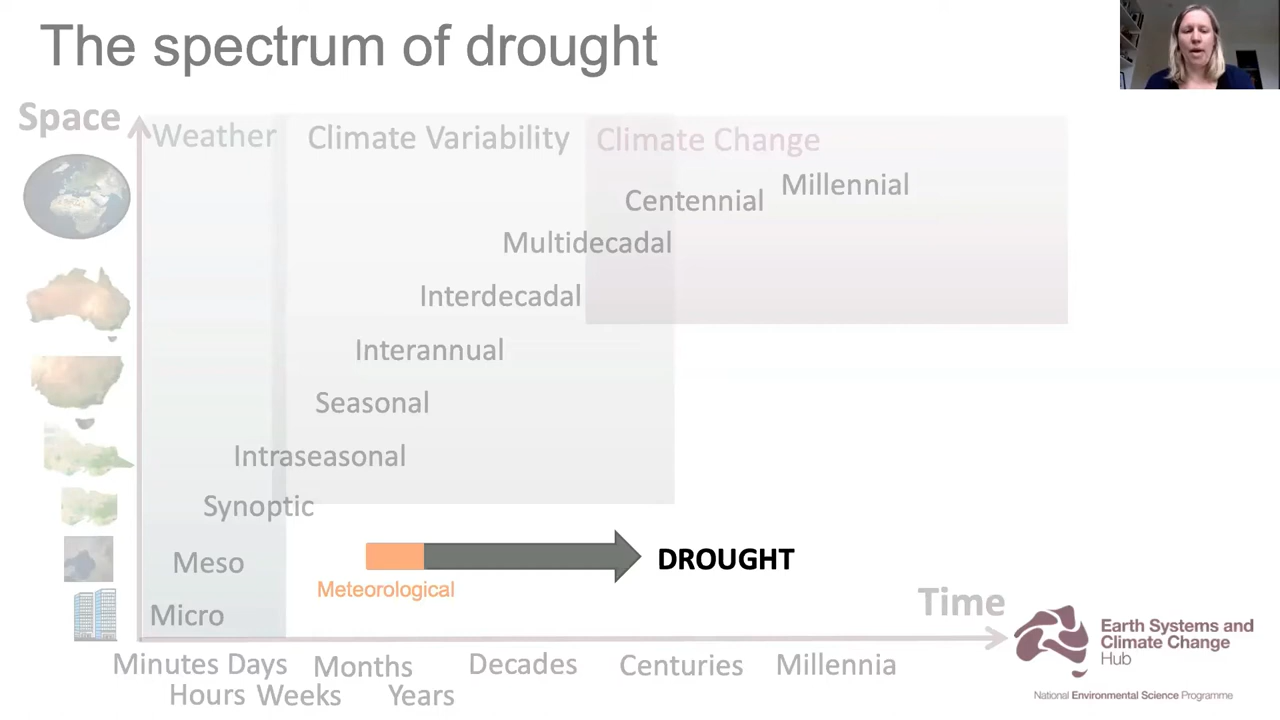 The spectrum of drought
Space
Weather
Climate Variability
Climate Change
Millennial
Centennial
Multidecadal
Interdecadal
Interannual
Seasonal
Intraseasonal
Synoptic
Meso
DROUGHT
Meteorological
Micro
Time
Minutes Days
Months
Decades
Centuries
Millennia
Hours Weeks
Years
Earth Systems and
Climate Change
Hub
National Environmental Science Programme